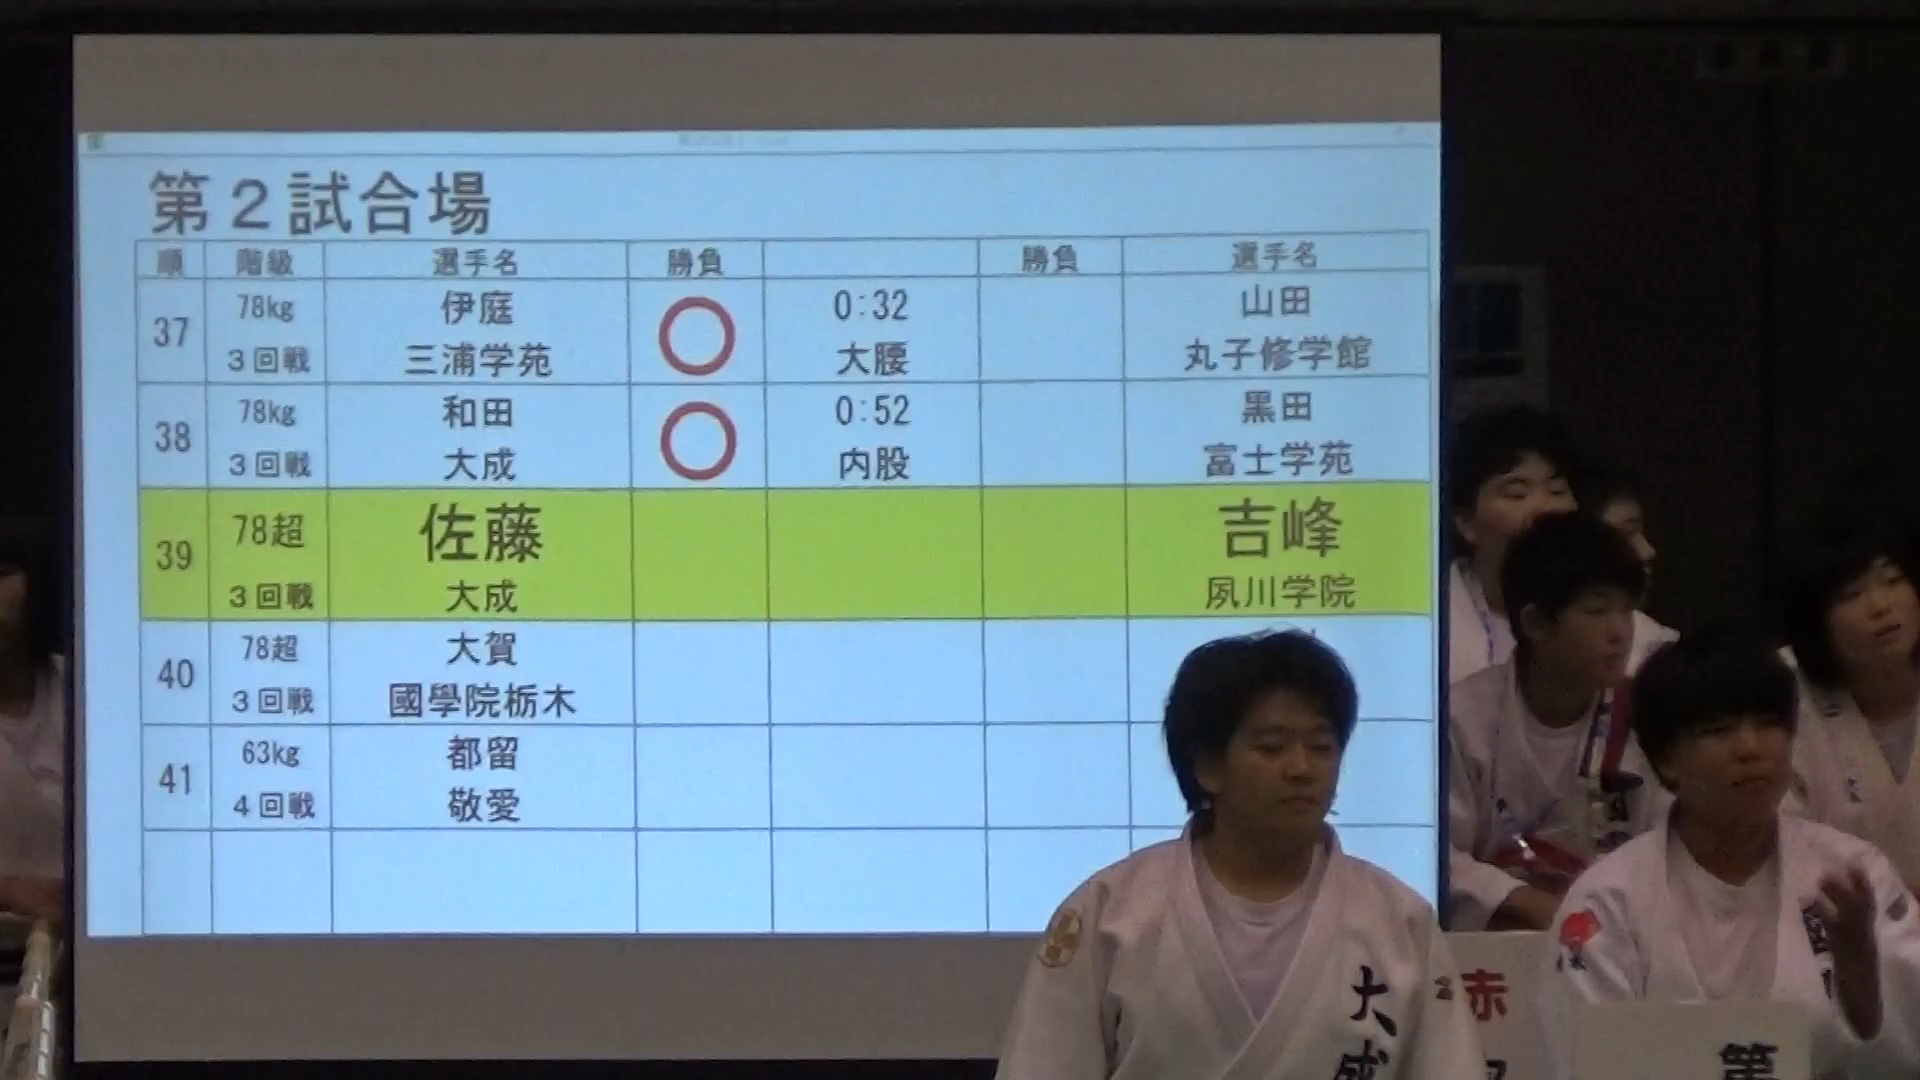 第2試合場
順 階級 選手名 勝負 勝負 選手名
37 78kg 伊庭 0:32 山田
3回戦 三浦学苑 大腰 丸子修学館
38 78kg 和田 0:52 黒田
3回戦 大成 内股 富士学苑
39 78超 佐藤 吉峰
3回戦 大成 夙川学院
40 78超 大賀
3回戦 國學院栃木
41 63kg 都留
4回戦 敬愛
大成
赤
第